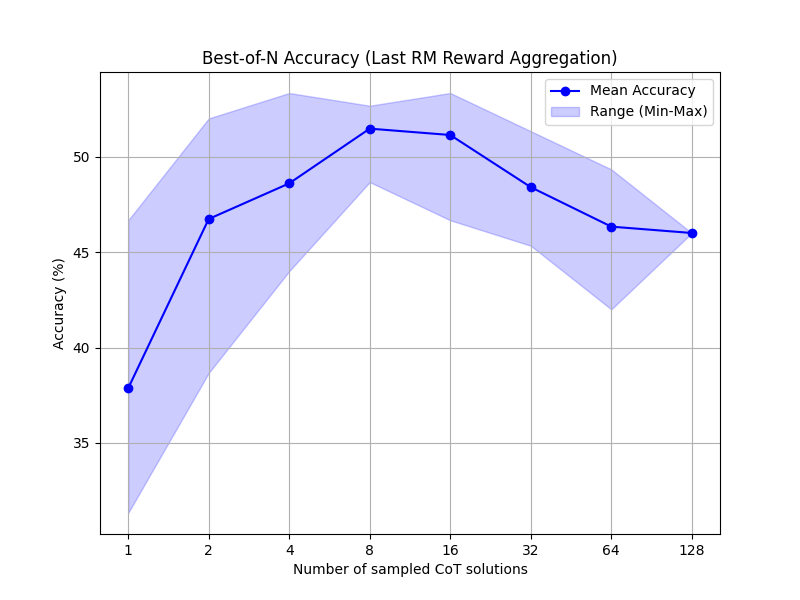 Best-of-N Accuracy (Last RM Reward Aggregation)
Mean Accuracy
Range (Min-Max)
Accuracy (%)
50
45
40
35
1 2 4 8 16 32 64 128
Number of sampled CoT solutions